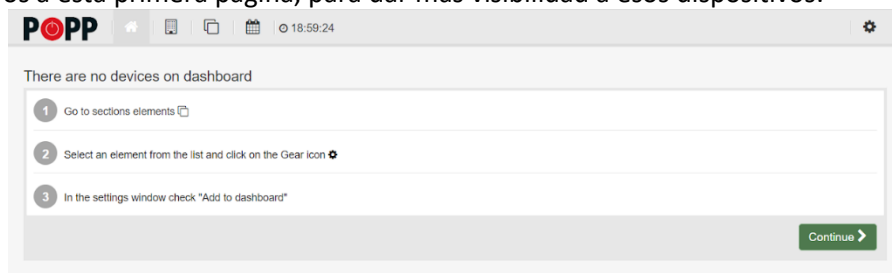 os a esta primera página, para dar más visibilidad a esos dispositivos.
POPP 18:59:24
There are no devices on dashboard
1 Go to sections elements
2 Select an element from the list and click on the Gear icon
3 In the settings window check "Add to dashboard"
Continue